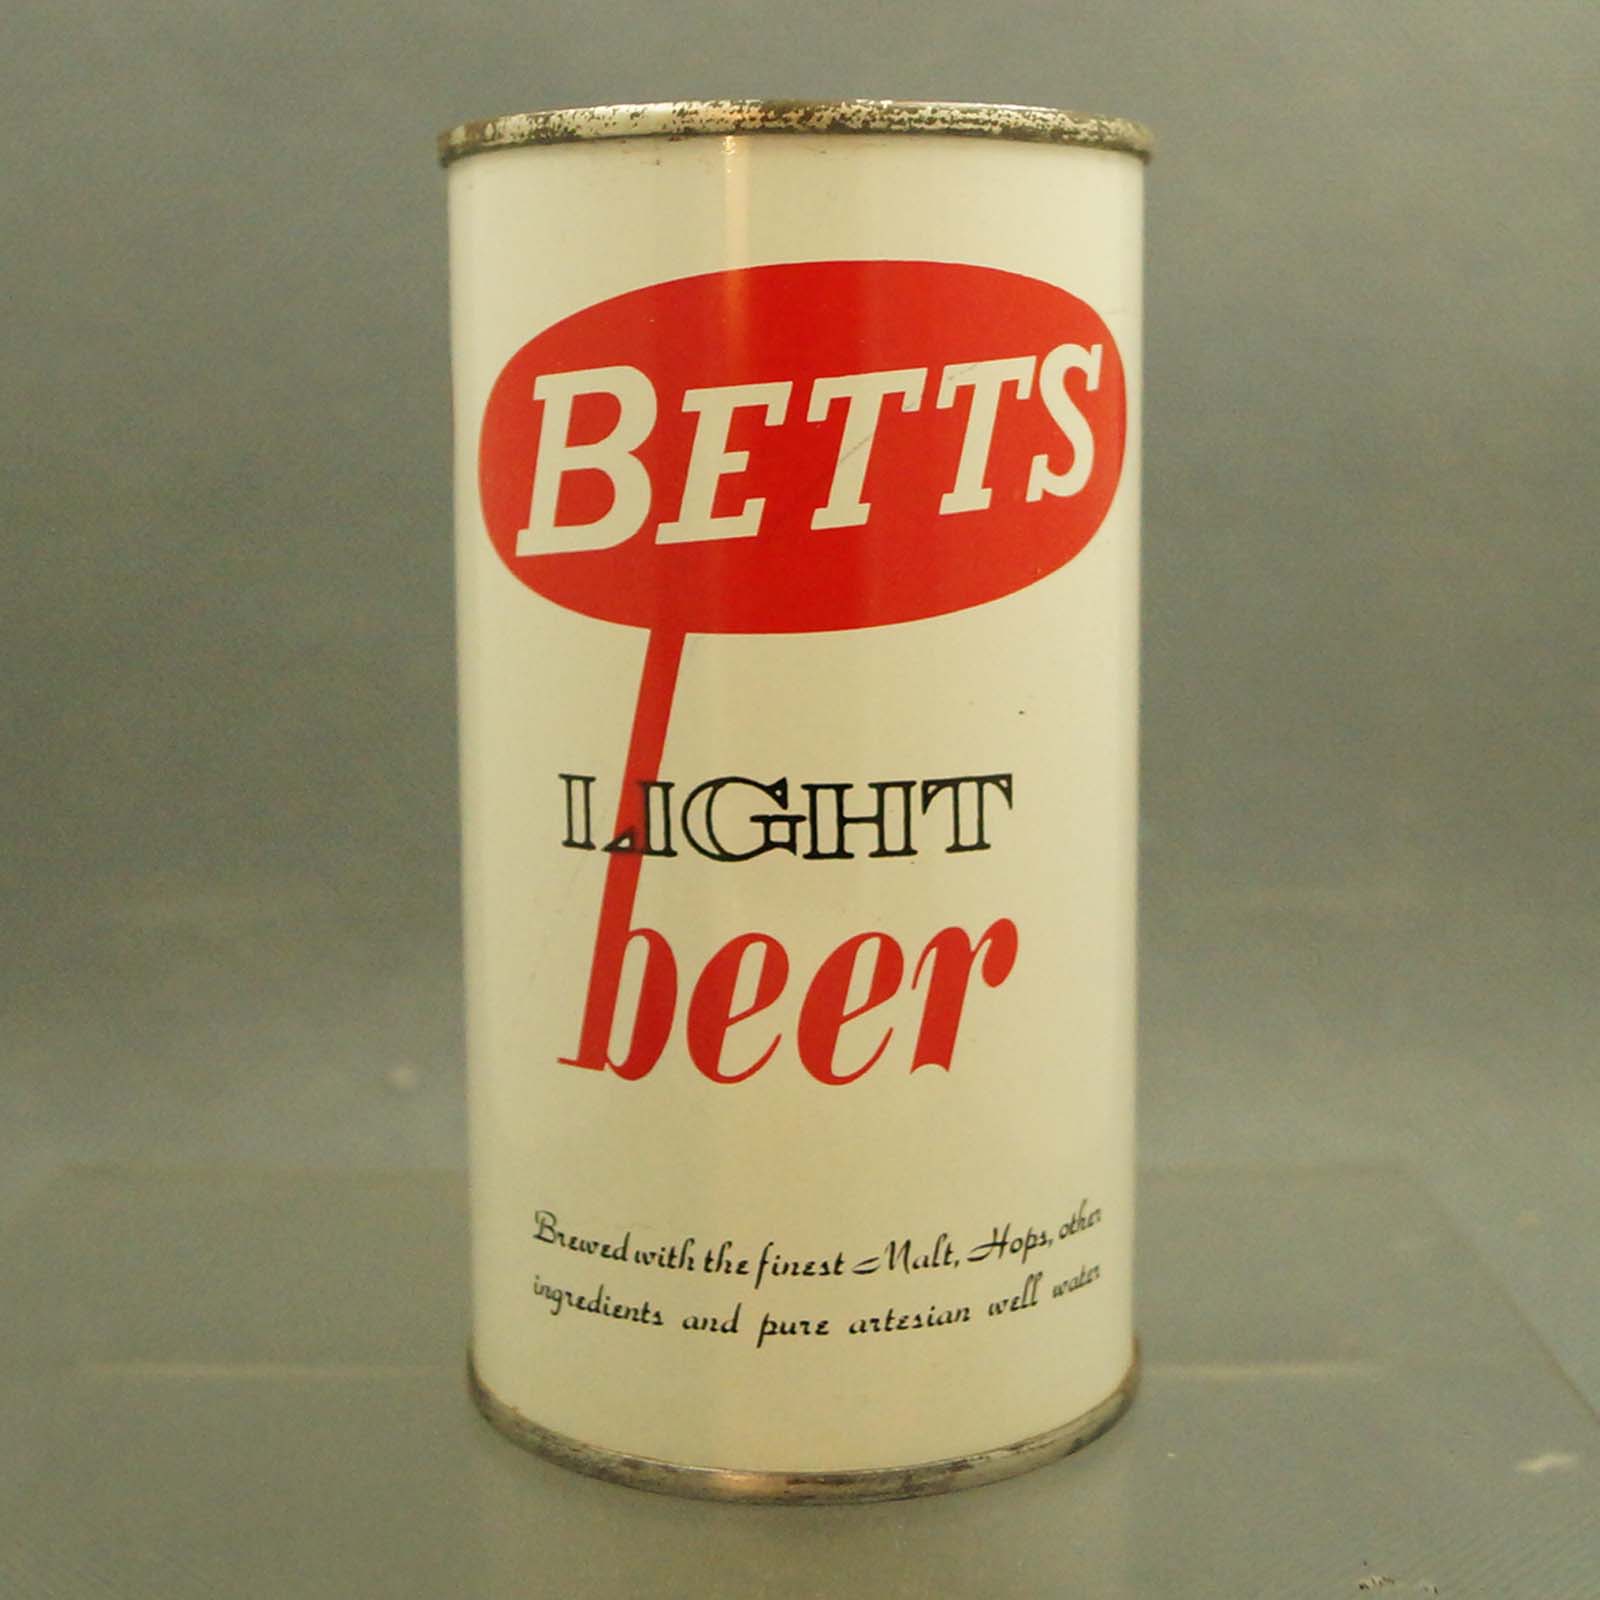 BETTS
LIGHT
beer
Brewed with the finest Malt, Hops, other
ingredients and pure artesian well water